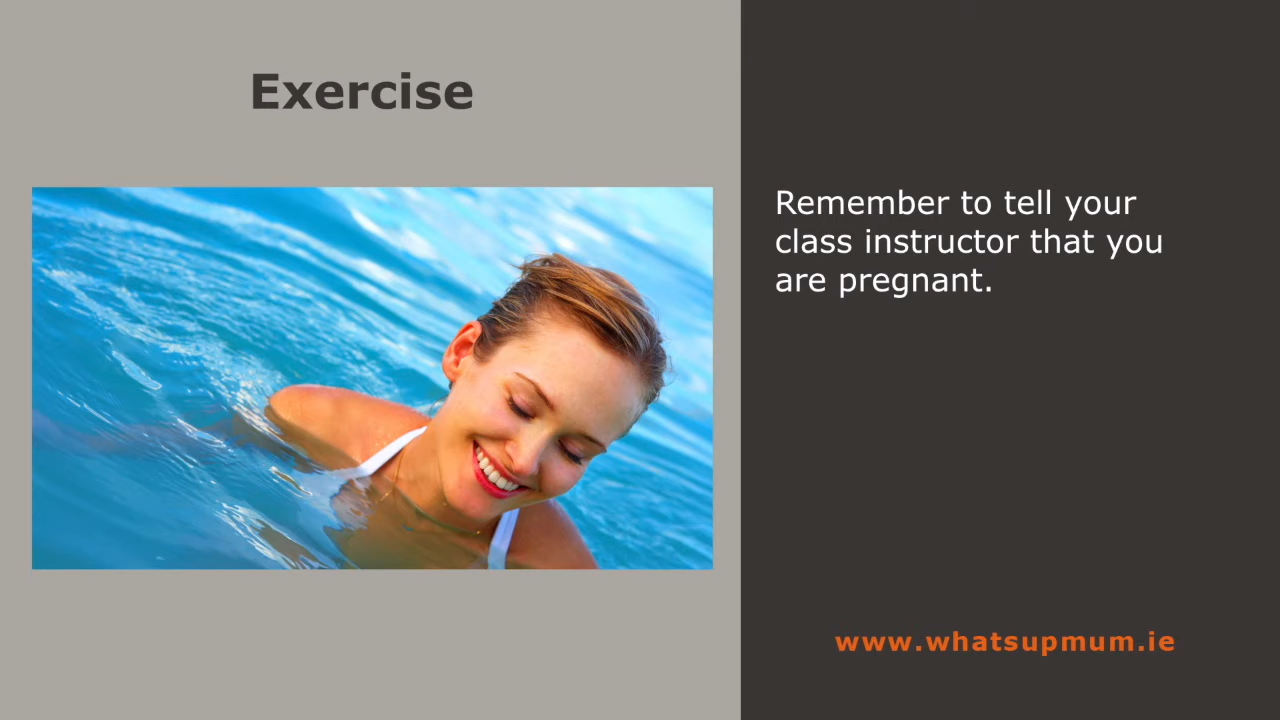 Exercise
Remember to tell your
class instructor that you
are pregnant.
www.whatsupmum.ie